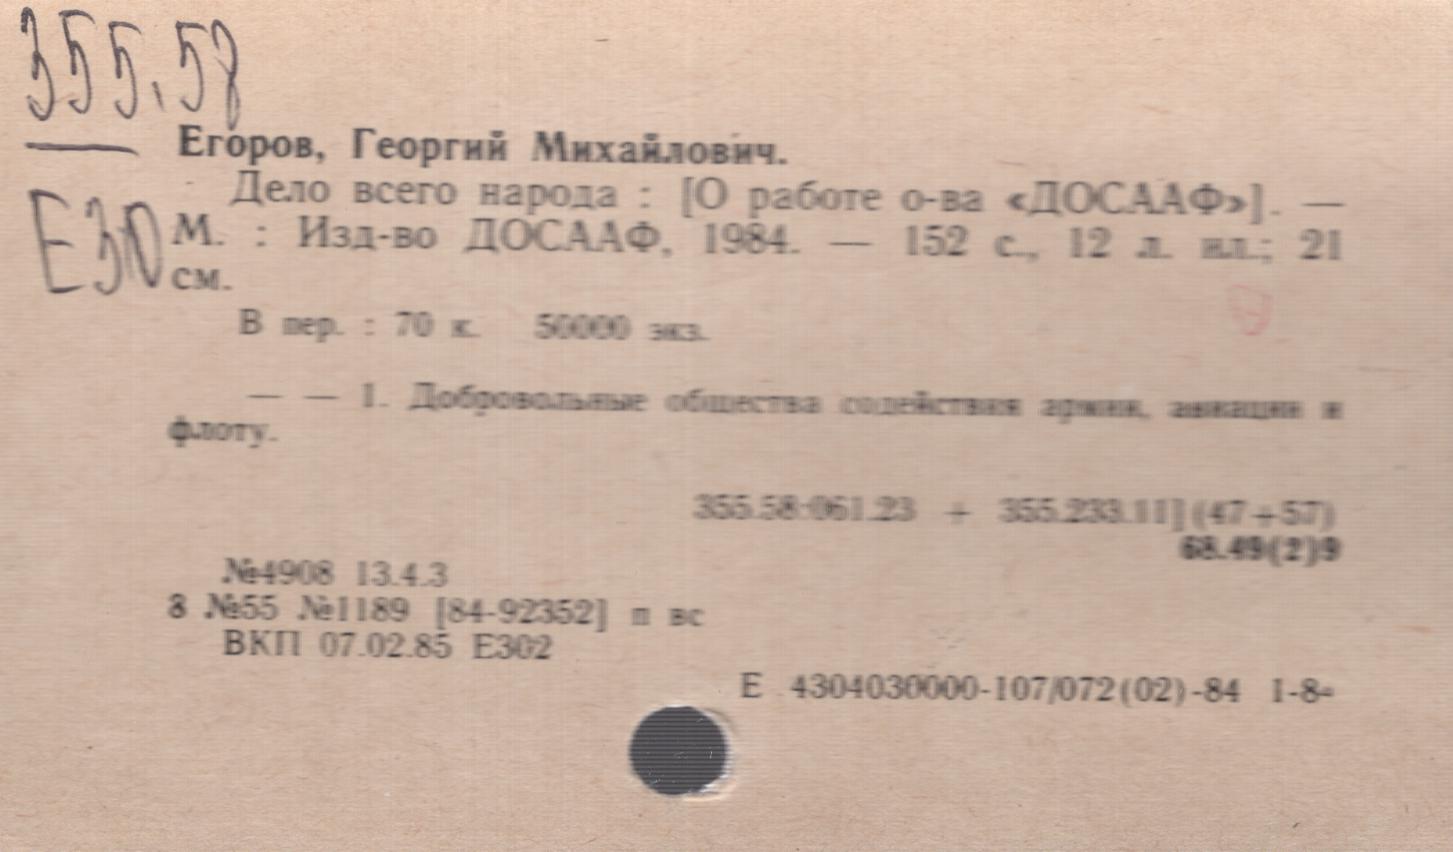 355.58
Егоров, Георгий Михайлович.
Дело всего народа : [О работе о-ва «ДОСААФ»]. —
Е30
М. : Изд-во ДОСААФ, 1984. — 152 с., 12 л. ил.; 21
см.
В пер. : 70 к. 50000 экз.
— — 1. Добровольные общества содействия армии, авиации и
флоту.
355.58:061.23 + 355.233.11](47+57)
68.49(2)9
№4908 13.4.3
8 №55 №1189 [84-92352] п вс
ВКП 07.02.85 Е302
Е 4304030000-107/072(02)-84 1-84